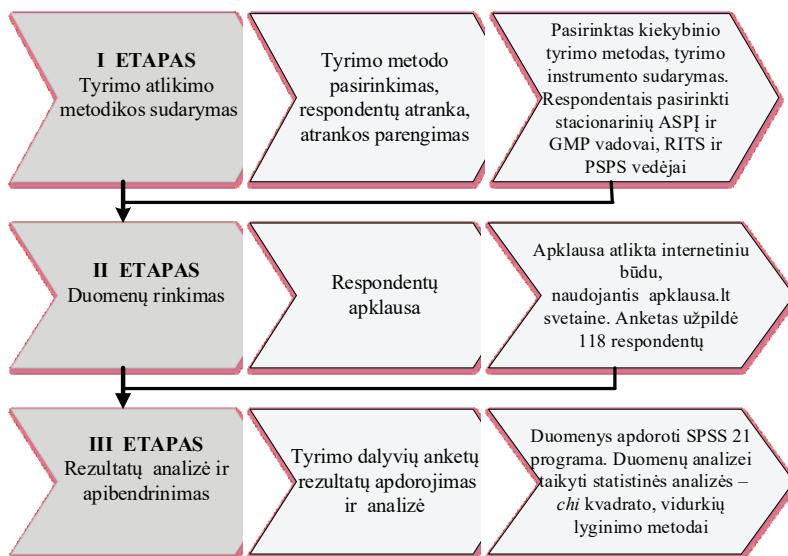 I ETAPAS
Tyrimo atlikimo
metodikos sudarymas
Tyrimo metodo
pasirinkimas,
respondentų atranka,
atrankos parengimas
Pasirinktas kiekybinio
tyrimo metodas, tyrimo
instrumento sudarymas.
Respondentais pasirinkti
stacionarinių ASPĮ ir
GMP vadovai, RITS ir
PSPS vedėjai
II ETAPAS
Duomenų rinkimas
Respondentų
apklausa
Apklausa atlikta internetiniu
būdu,
naudojantis apklausa.lt
svetaine. Anketas užpildė
118 respondentų
III ETAPAS
Rezultatų analizė ir
apibendrinimas
Tyrimo dalyvių anketų
rezultatų apdorojimas
ir analizė
Duomenys apdoroti SPSS 21
programa. Duomenų analizei
taikyti statistinės analizės –
chi kvadrato, vidurkių
lyginimo metodai